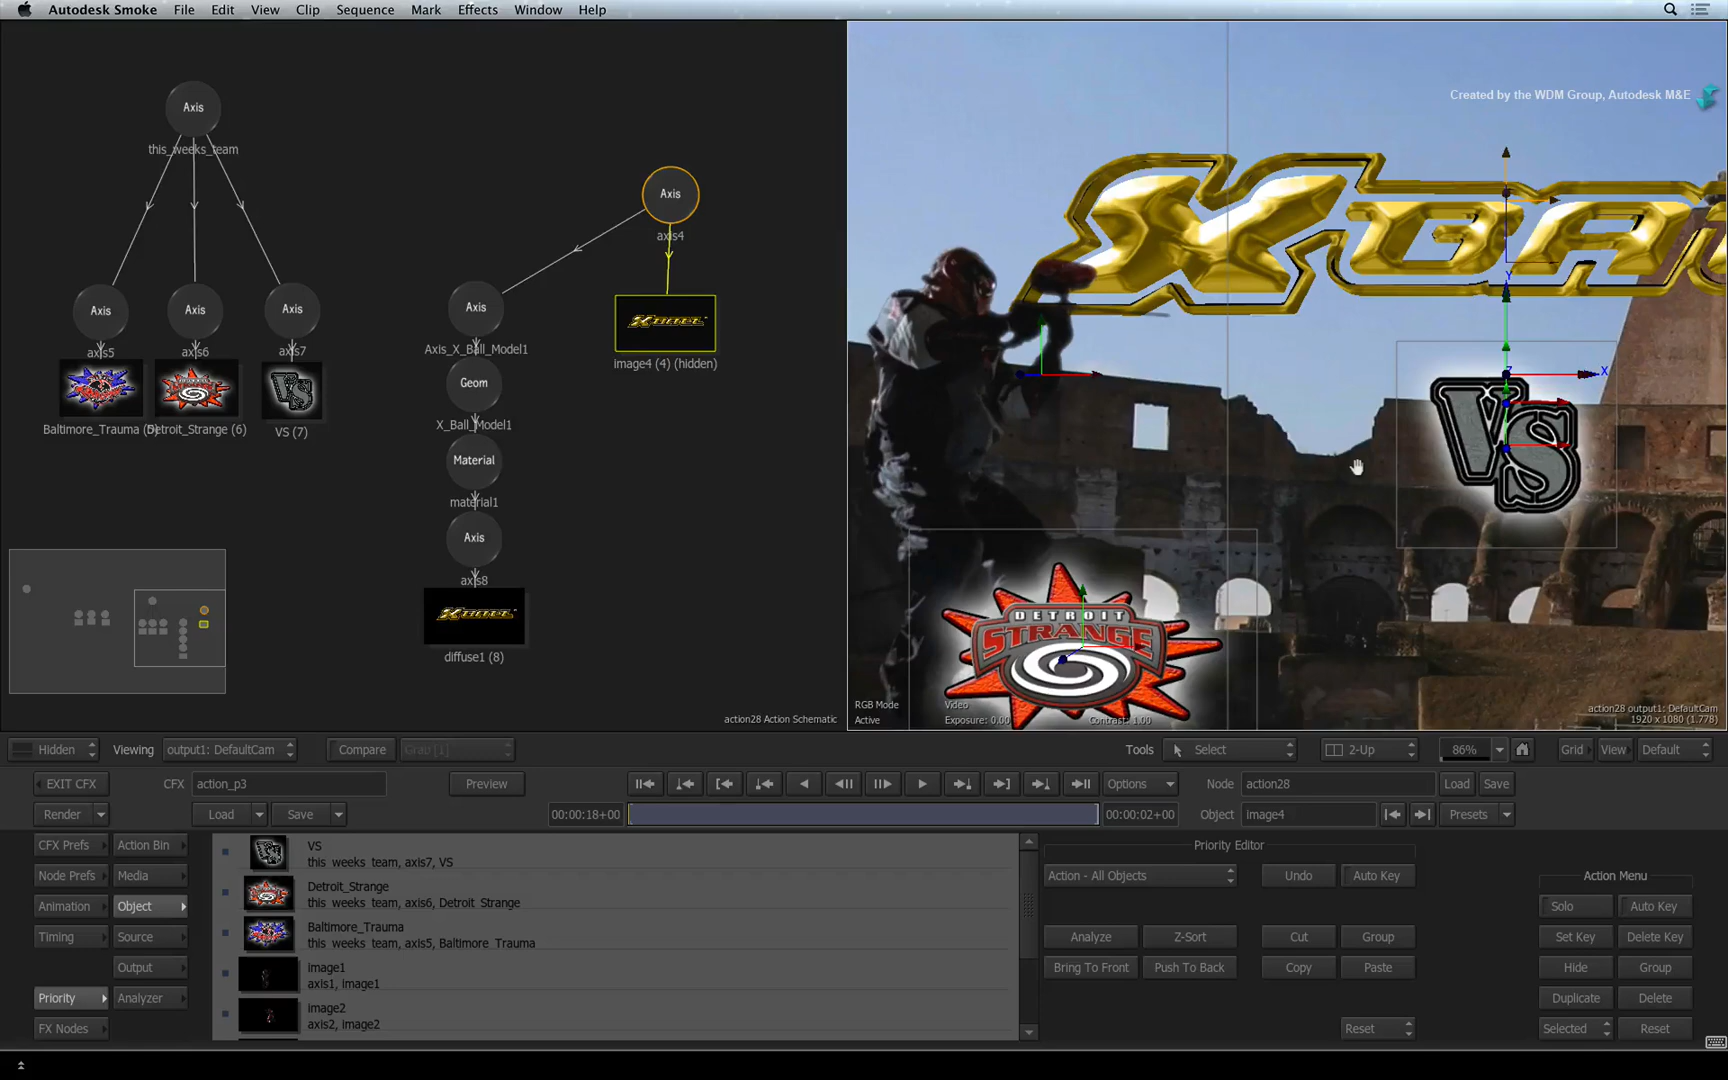 Autodesk Smoke File Edit View Clip Sequence Mark Effects Window Help
Created by the WDM Group, Autodesk M&E
Axis
this_weeks_team
Axis
axis4
Axis
axis5
Axis
axis6
Axis
axis7
Baltimore_Trauma (5)
Detroit_Strange (6)
VS
VS (7)
Axis
Axis_X_Ball_Model1
Geom
X_Ball_Model1
Material
material1
Axis
axis8
diffuse1 (8)
image4 (4) (hidden)
action28 Action Schematic
XBA
Y
Z
X
VS
DETROIT
STRANGE
RGB Mode
Active
Video
Exposure: 0,00
Contrast: 1.00
action28 output1: DefaultCam
1920 x 1080 (1.778)
Hidden Viewing output1: DefaultCam Compare Grab [1] Tools Select 2-Up 86% Grid View Default
EXIT CFX CFX action_p3 Preview Options Node action28 Load Save
Render Load Save 00:00:18+00 00:00:02+00 Object image4 Presets
CFX Prefs Action Bin
Node Prefs Media
Animation Object
Timing Source
Output
Priority Analyzer
FX Nodes
VS
this_weeks_team, axis7, VS
Detroit_Strange
this_weeks_team, axis6, Detroit_Strange
Baltimore_Trauma
this_weeks_team, axis5, Baltimore_Trauma
image1
axis1, image1
image2
axis2, image2
Priority Editor
Action - All Objects Undo Auto Key
Analyze Z-Sort Cut Group
Bring To Front Push To Back Copy Paste
Reset
Action Menu
Solo Auto Key
Set Key Delete Key
Hide Group
Duplicate Delete
Selected Reset